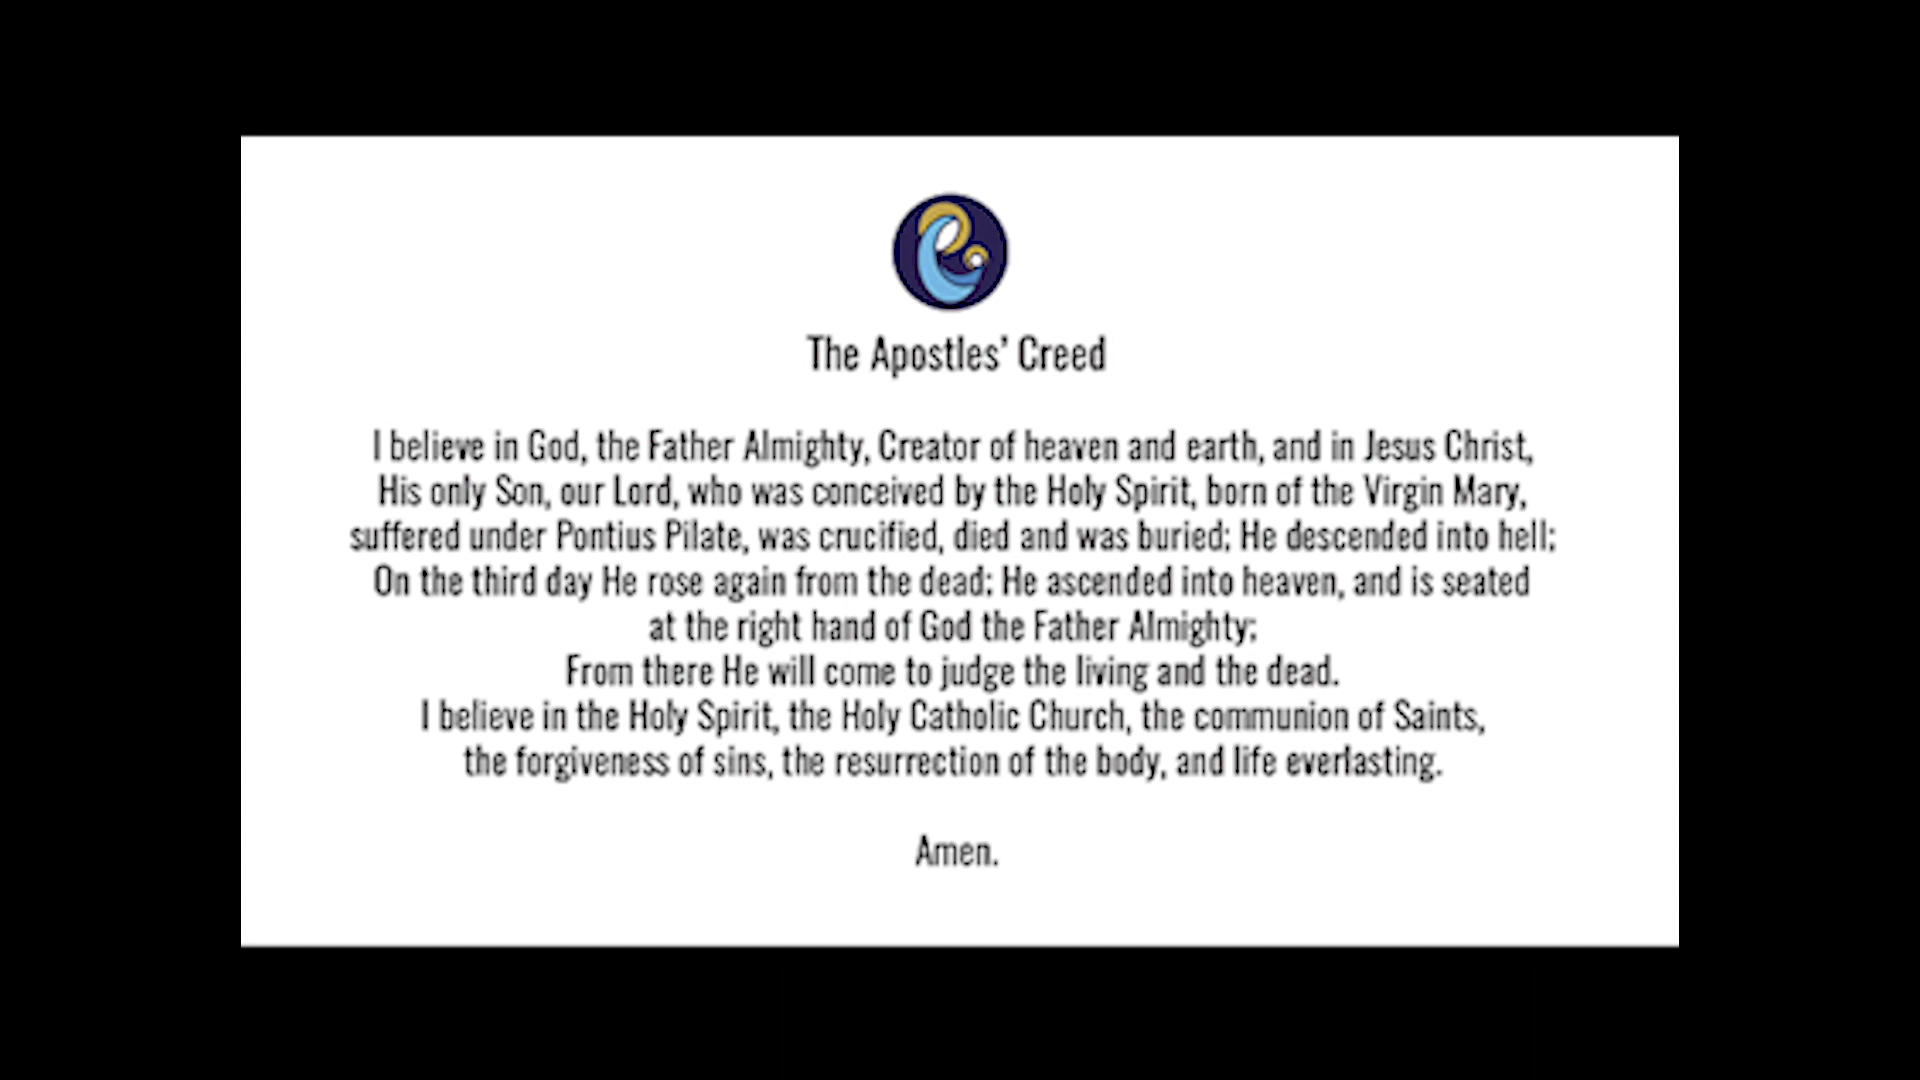 The Apostles’ Creed
I believe in God, the Father Almighty, Creator of heaven and earth, and in Jesus Christ,
His only Son, our Lord, who was conceived by the Holy Spirit, born of the Virgin Mary,
suffered under Pontius Pilate, was crucified, died and was buried; He descended into hell;
On the third day He rose again from the dead; He ascended into heaven, and is seated
at the right hand of God the Father Almighty;
From there He will come to judge the living and the dead.
I believe in the Holy Spirit, the Holy Catholic Church, the communion of Saints,
the forgiveness of sins, the resurrection of the body, and life everlasting.
Amen.